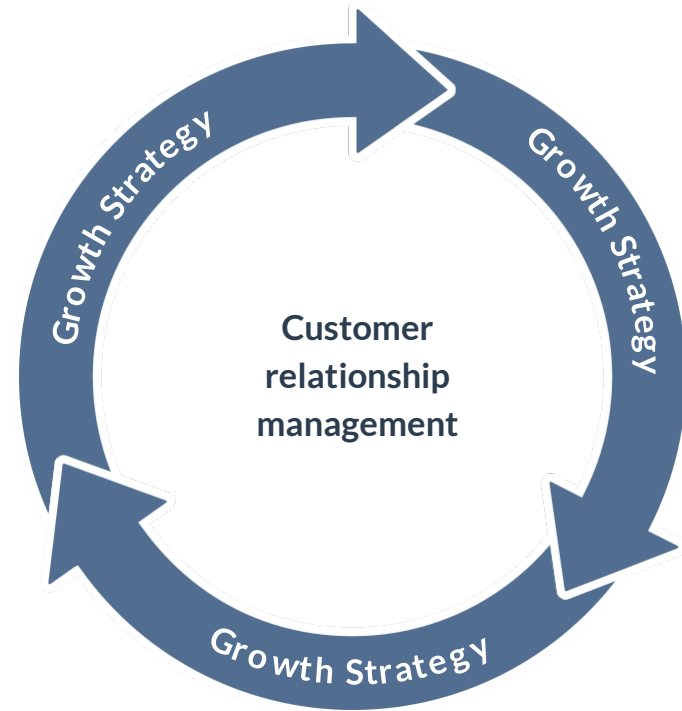 Growth Strategy
Growth Strategy
Customer
relationship
management
Growth Strategy